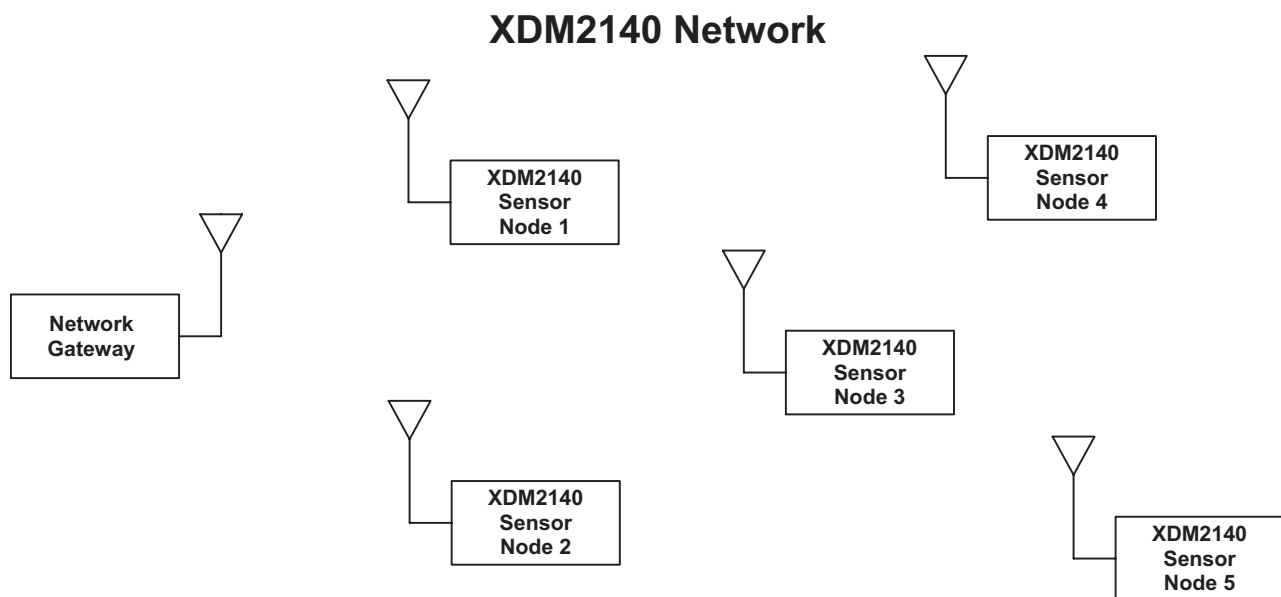 XDM2140 Network
XDM2140
Sensor
Node 1
XDM2140
Sensor
Node 4
Network
Gateway
XDM2140
Sensor
Node 3
XDM2140
Sensor
Node 2
XDM2140
Sensor
Node 5